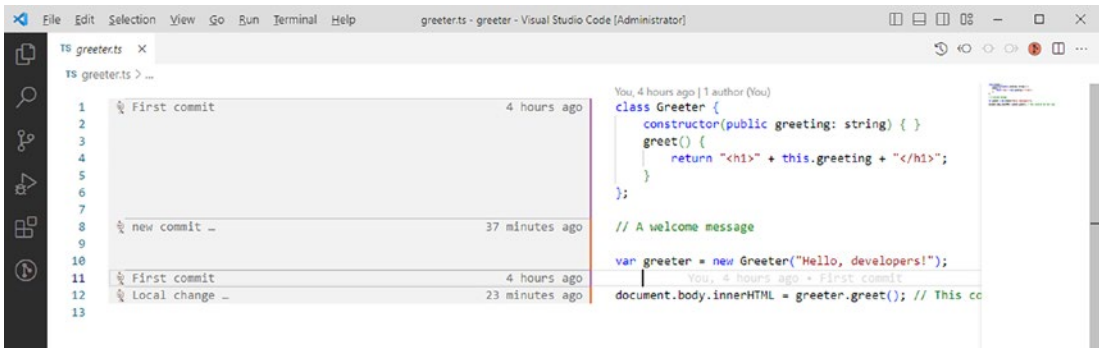 File Edit Selection View Go Run Terminal Help greeter.ts - greeter - Visual Studio Code [Administrator]
TS greeter.ts
TS greeter.ts > ...
You, 4 hours ago | 1 author (You)
1 First commit 4 hours ago class Greeter {
2 constructor(public greeting: string) { }
3 greet() {
4 return "<h1>" + this.greeting + "</h1>";
5 }
6 };
7
8 new commit … 37 minutes ago // A welcome message
9
10 var greeter = new Greeter("Hello, developers!");
11 First commit 4 hours ago You, 4 hours ago • First commit
12 Local change … 23 minutes ago document.body.innerHTML = greeter.greet(); // This co
13